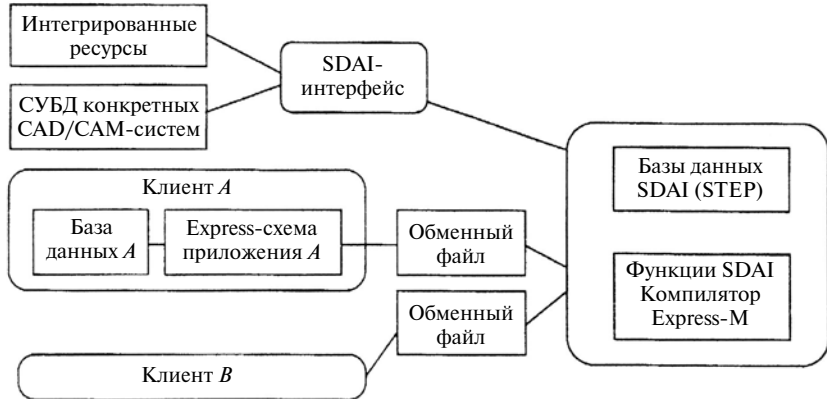 Интегрированные
ресурсы
SDAI-
интерфейс
СУБД конкретных
CAD/CAM-систем
Базы данных
SDAI (STEP)
Клиент A
База
данных A
Express-схема
приложения A
Обменный
файл
Функции SDAI
Компилятор
Express-M
Обменный
файл
Клиент B